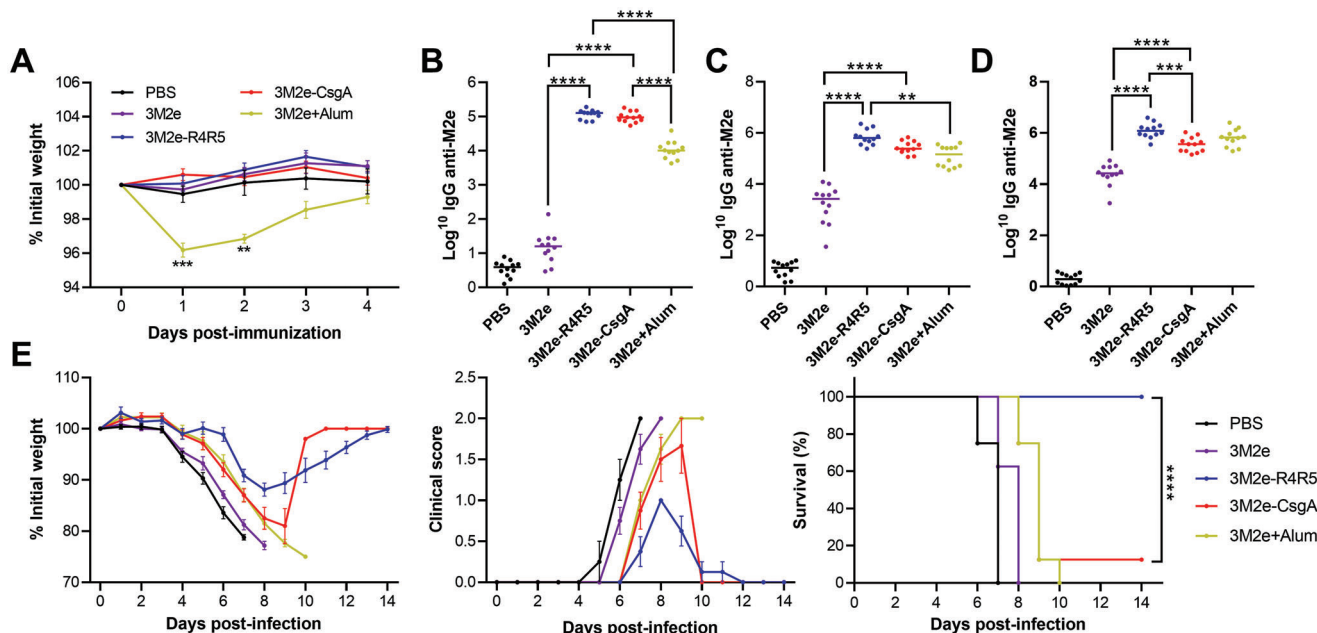 A
106
104
102
100
98
96
94
% Initial weight
PBS
3M2e
3M2e-R4R5
3M2e-CsgA
3M2e+Alum
***
**
0 1 2 3 4
Days post-immunization
B
Log10 IgG anti-M2e
6
5
4
3
2
1
0
****
****
****
****
PBS
3M2e
3M2e-R4R5
3M2e-CsgA
3M2e+Alum
C
Log10 IgG anti-M2e
8
6
4
2
0
****
****
**
PBS
3M2e
3M2e-R4R5
3M2e-CsgA
3M2e+Alum
D
Log10 IgG anti-M2e
8
6
4
2
0
****
***
****
PBS
3M2e
3M2e-R4R5
3M2e-CsgA
3M2e+Alum
E
% Initial weight
110
100
90
80
70
0 2 4 6 8 10 12 14
Days post-infection
Clinical score
2.5
2.0
1.5
1.0
0.5
0.0
0 2 4 6 8 10 12 14
Days post-infection
Survival (%)
100
80
60
40
20
0
0 2 4 6 8 10 12 14
Days post-infection
****
PBS
3M2e
3M2e-R4R5
3M2e-CsgA
3M2e+Alum